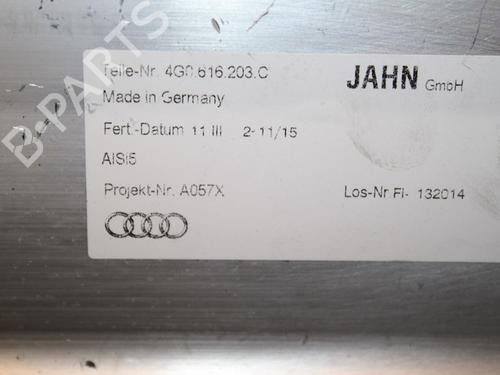 Teile-Nr. 4G0.616.203.C
JAHN GmbH
Made in Germany
Fert.-Datum 11 III 2-11/15
AlSi5
Projekt-Nr. A057X
Los-Nr.Fl- 132014
B-PARTS